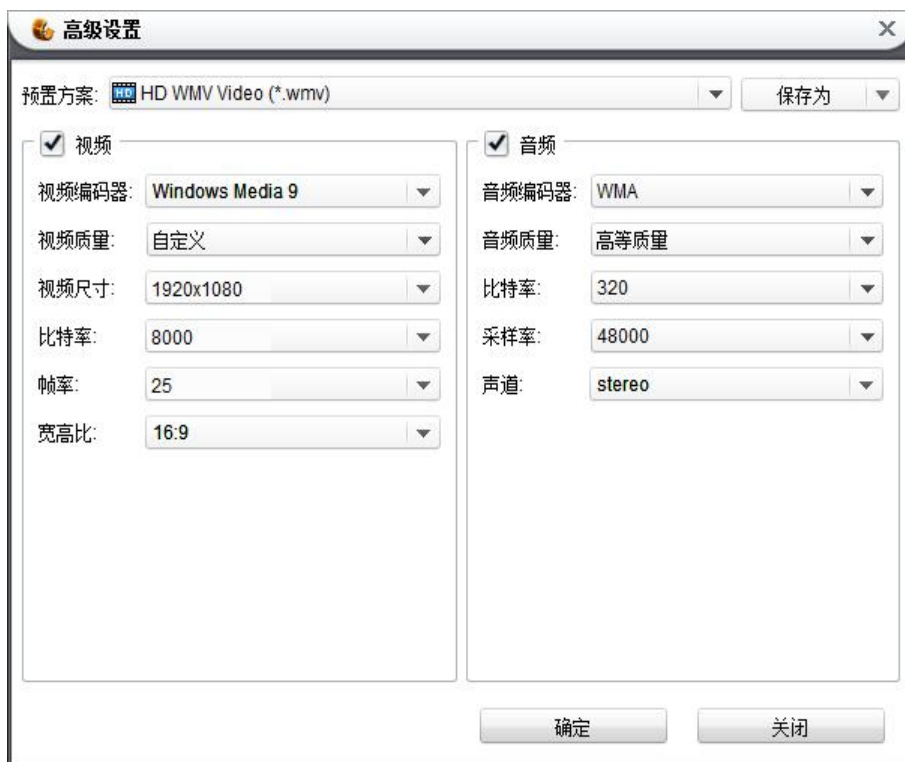 高级设置
预置方案: HD HD WMV Video (*.wmv) 保存为
视频
视频编码器: Windows Media 9
视频质量: 自定义
视频尺寸: 1920x1080
比特率: 8000
帧率: 25
宽高比: 16:9
音频
音频编码器: WMA
音频质量: 高等质量
比特率: 320
采样率: 48000
声道: stereo
确定 关闭